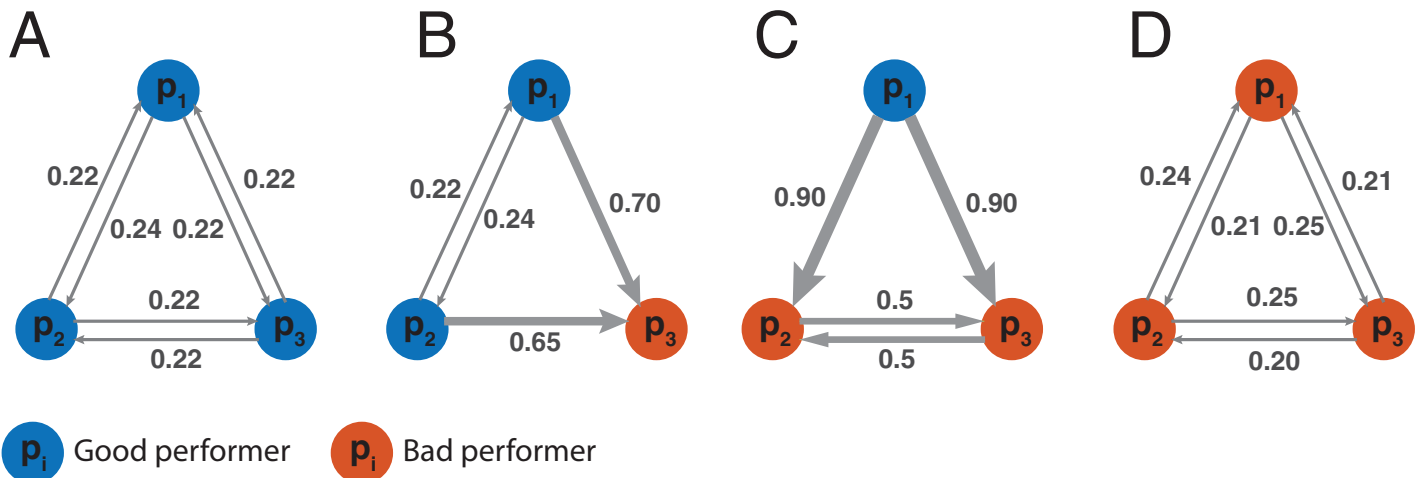 A B C D
p1 p1 p1 p1
0.22 0.22 0.22 0.70 0.90 0.90 0.24 0.21
0.24 0.22 0.24 0.21 0.25
0.22 0.5 0.25
p2 p3 p2 p3 p2 p3 p2 p3
0.22 0.65 0.5 0.20
pi Good performer pi Bad performer